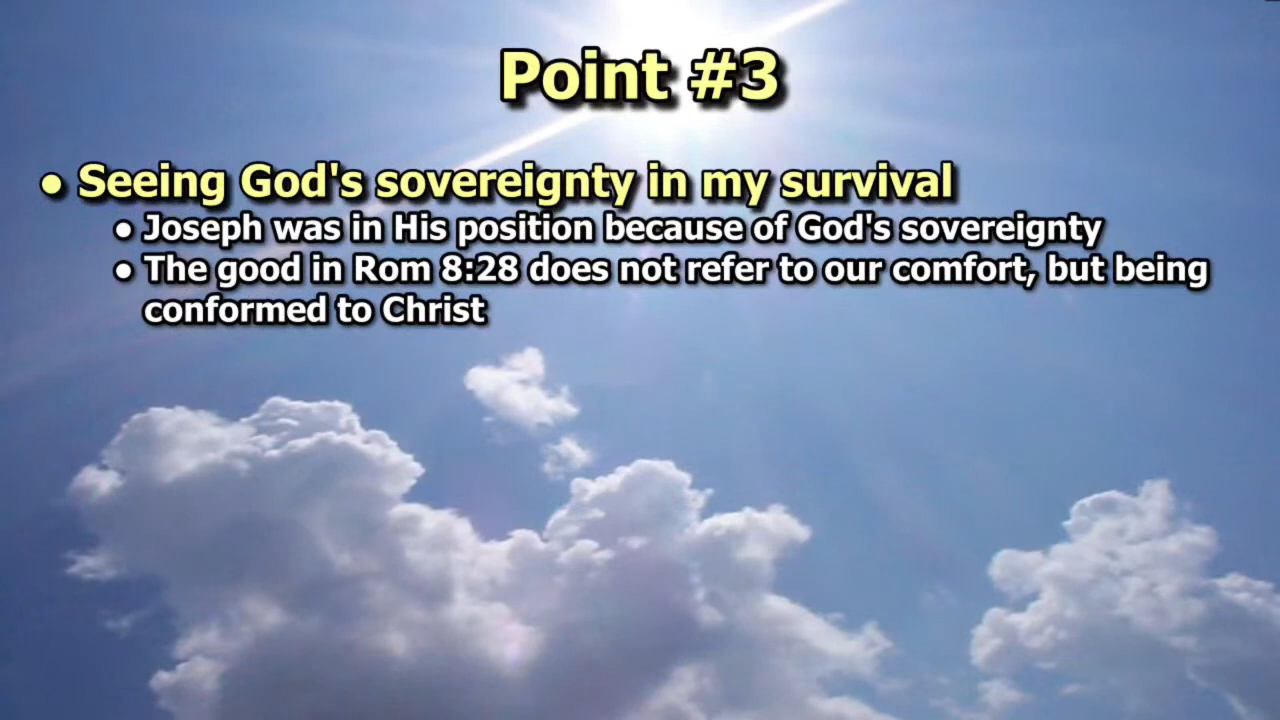 Point #3
● Seeing God's sovereignty in my survival
● Joseph was in His position because of God's sovereignty
● The good in Rom 8:28 does not refer to our comfort, but being
conformed to Christ